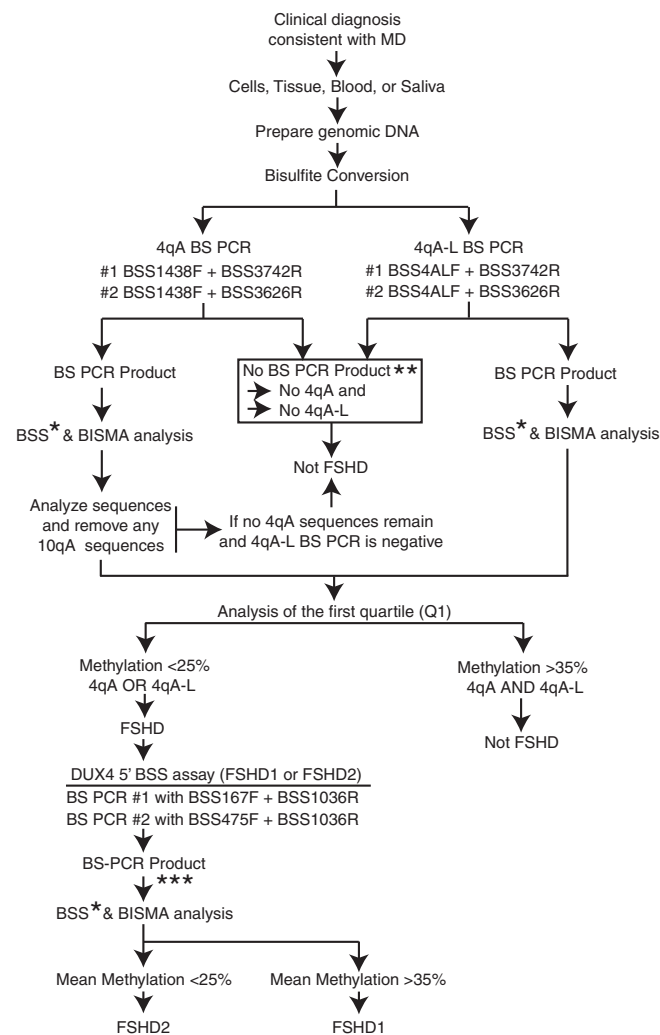 Clinical diagnosis
consistent with MD
Cells, Tissue, Blood, or Saliva
Prepare genomic DNA
Bisulfite Conversion
4qA BS PCR
#1 BSS1438F + BSS3742R
#2 BSS1438F + BSS3626R
4qA-L BS PCR
#1 BSS4ALF + BSS3742R
#2 BSS4ALF + BSS3626R
BS PCR Product
No BS PCR Product **
No 4qA and
No 4qA-L
BS PCR Product
BSS* & BISMA analysis
Not FSHD
BSS* & BISMA analysis
Analyze sequences
and remove any
10qA sequences
If no 4qA sequences remain
and 4qA-L BS PCR is negative
Analysis of the first quartile (Q1)
Methylation <25%
4qA OR 4qA-L
Methylation >35%
4qA AND 4qA-L
FSHD
Not FSHD
DUX4 5' BSS assay (FSHD1 or FSHD2)
BS PCR #1 with BSS167F + BSS1036R
BS PCR #2 with BSS475F + BSS1036R
BS-PCR Product
***
BSS* & BISMA analysis
Mean Methylation <25%
Mean Methylation >35%
FSHD2
FSHD1